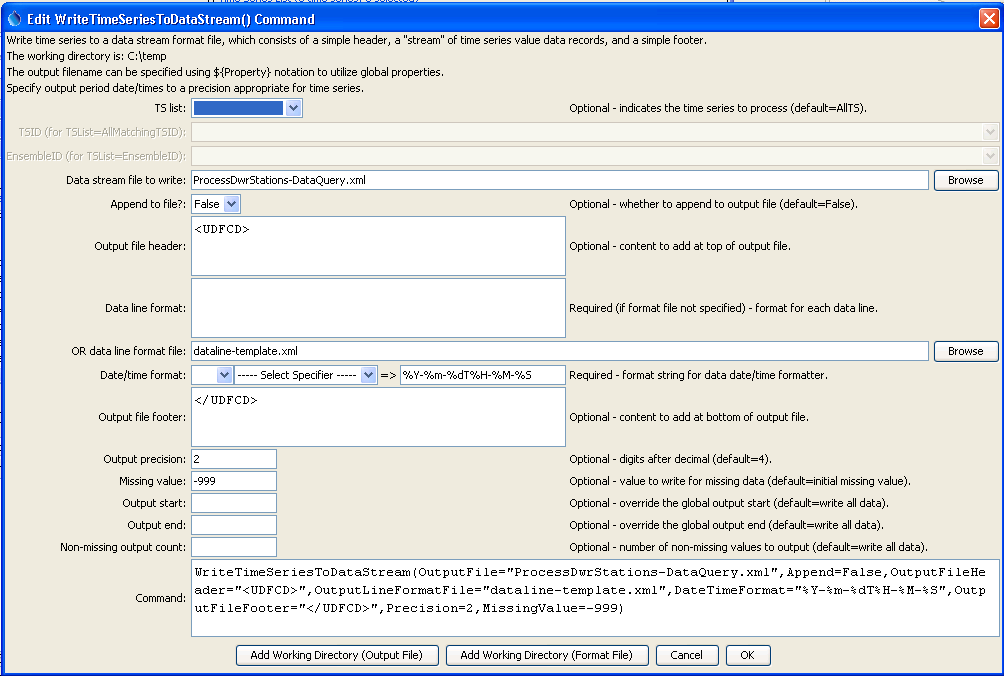 Edit WriteTimeSeriesToDataStream() Command
Write time series to a data stream format file, which consists of a simple header, a "stream" of time series value data records, and a simple footer.
The working directory is: C:\temp
The output filename can be specified using ${Property} notation to utilize global properties.
Specify output period date/times to a precision appropriate for time series.
TS list: Optional - indicates the time series to process (default=AllTS).
TSID (for TSList=AllMatchingTSID):
EnsembleID (for TSList=EnsembleID):
Data stream file to write: ProcessDwrStations-DataQuery.xml Browse
Append to file?: False Optional - whether to append to output file (default=False).
<UDFCD>
Output file header: Optional - content to add at top of output file.
Data line format: Required (if format file not specified) - format for each data line.
OR data line format file: dataline-template.xml Browse
Date/time format: ----- Select Specifier ----- => %Y-%m-%dT%H-%M-%S Required - format string for data date/time formatter.
</UDFCD>
Output file footer: Optional - content to add at bottom of output file.
Output precision: 2 Optional - digits after decimal (default=4).
Missing value: -999 Optional - value to write for missing data (default=initial missing value).
Output start: Optional - override the global output start (default=write all data).
Output end: Optional - override the global output end (default=write all data).
Non-missing output count: Optional - number of non-missing values to output (default=write all data).
WriteTimeSeriesToDataStream(OutputFile="ProcessDwrStations-DataQuery.xml",Append=False,OutputFileHe
Command: ader="<UDFCD>",OutputLineFormatFile="dataline-template.xml",DateTimeFormat="%Y-%m-%dT%H-%M-%S",Outp
utFileFooter="</UDFCD>",Precision=2,MissingValue=-999)
Add Working Directory (Output File) Add Working Directory (Format File) Cancel OK